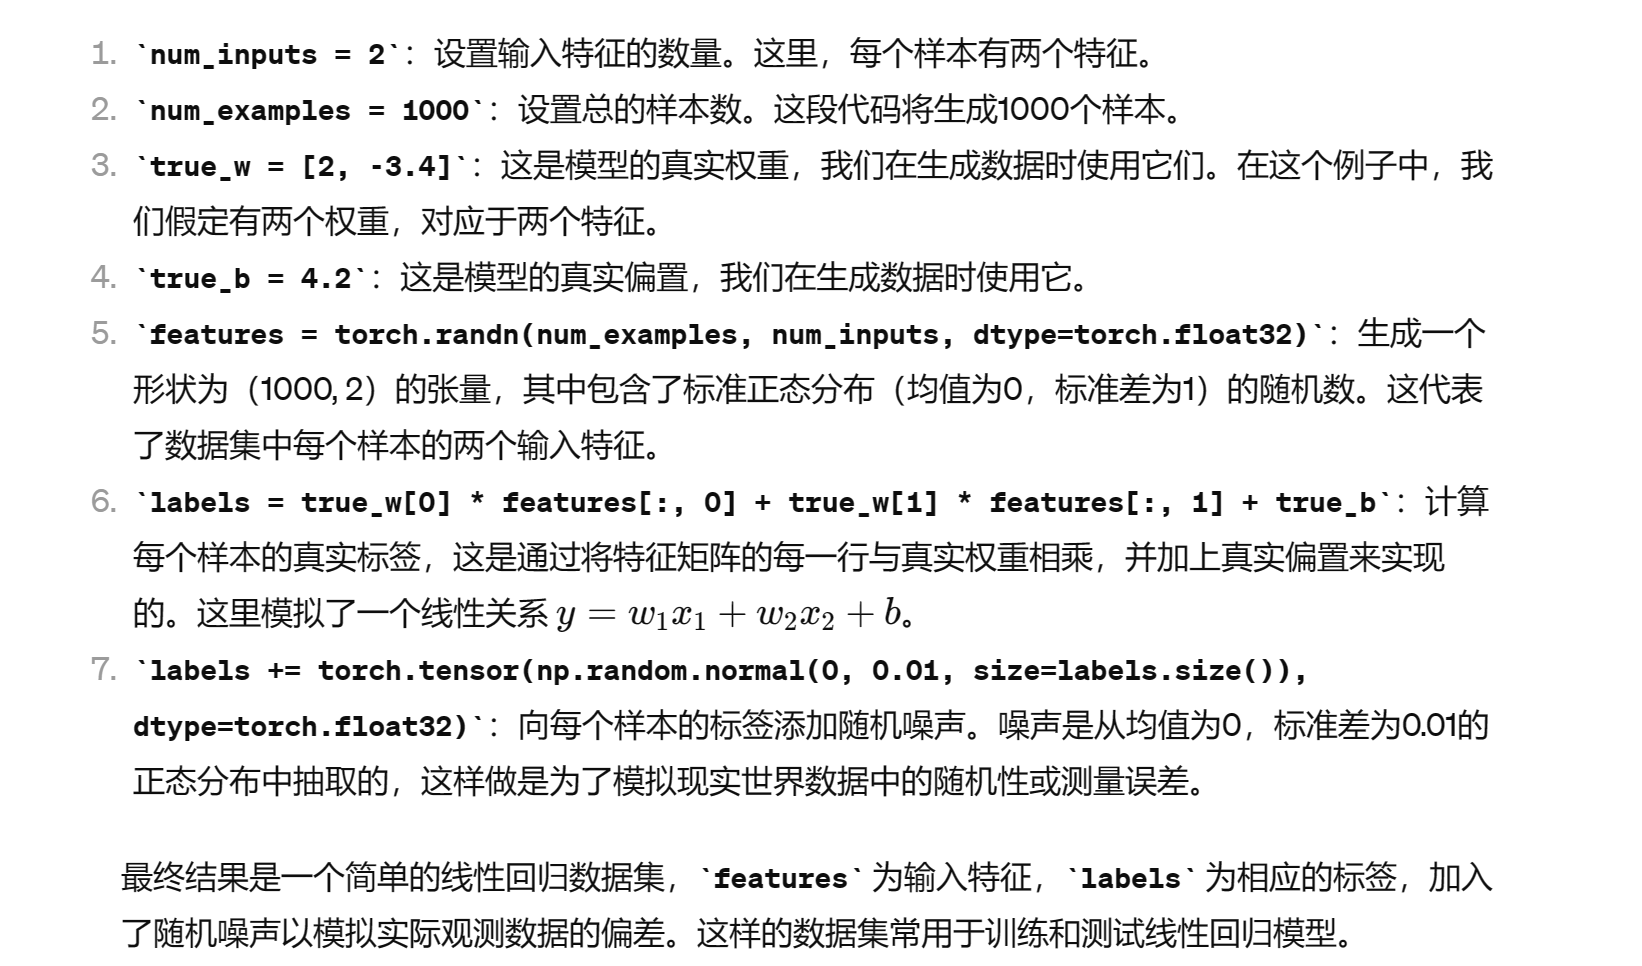 1. `num_inputs = 2`：设置输入特征的数量。这里，每个样本有两个特征。
2. `num_examples = 1000`：设置总的样本数。这段代码将生成1000个样本。
3. `true_w = [2, -3.4]`：这是模型的真实权重，我们在生成数据时使用它们。在这个例子中，我
们假定有两个权重，对应于两个特征。
4. `true_b = 4.2`：这是模型的真实偏置，我们在生成数据时使用它。
5. `features = torch.randn(num_examples, num_inputs, dtype=torch.float32)`：生成一个
形状为（1000, 2）的张量，其中包含了标准正态分布（均值为0，标准差为1）的随机数。这代表
了数据集中每个样本的两个输入特征。
6. `labels = true_w[0] * features[:, 0] + true_w[1] * features[:, 1] + true_b`：计算
每个样本的真实标签，这是通过将特征矩阵的每一行与真实权重相乘，并加上真实偏置来实现
的。这里模拟了一个线性关系 y = w₁x₁ + w₂x₂ + b。
7. `labels += torch.tensor(np.random.normal(0, 0.01, size=labels.size()),
dtype=torch.float32)`：向每个样本的标签添加随机噪声。噪声是从均值为0，标准差为0.01的
正态分布中抽取的，这样做是为了模拟现实世界数据中的随机性或测量误差。
最终结果是一个简单的线性回归数据集，`features` 为输入特征，`labels` 为相应的标签，加入
了随机噪声以模拟实际观测数据的偏差。这样的数据集常用于训练和测试线性回归模型。